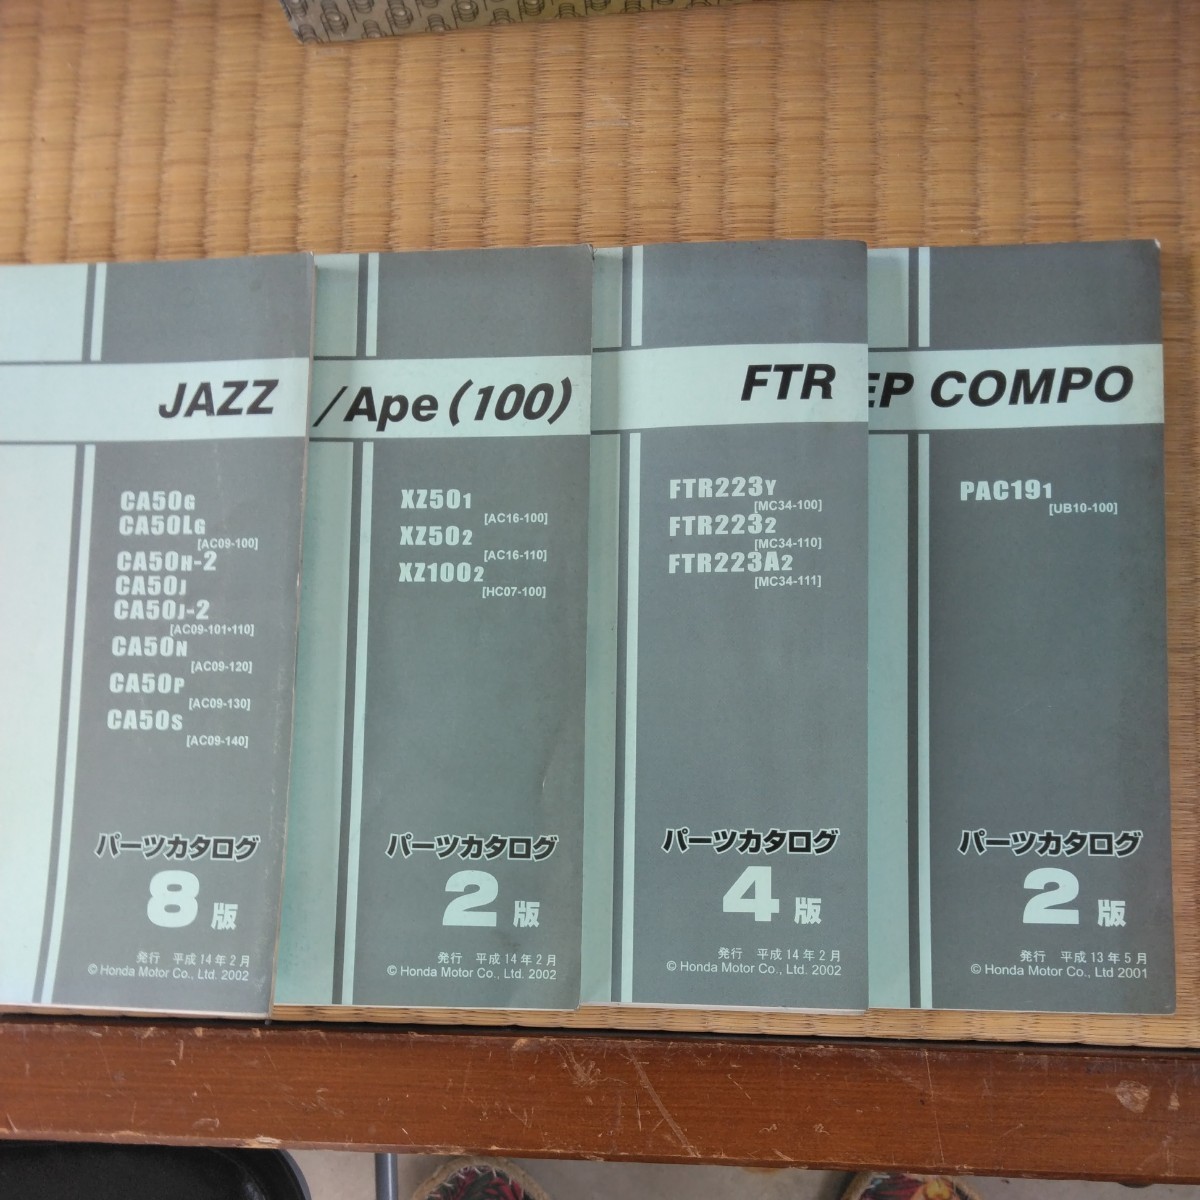 JAZZ
CA50G
CA50LG
[AC09-100]
CA50H-2
CA50J
CA50J-2
[AC09-101•110]
CA50N
[AC09-120]
CA50P
[AC09-130]
CA50S
[AC09-140]
パーツカタログ
8版
発行 平成14年2月
© Honda Motor Co., Ltd. 2002
/Ape(100)
XZ501
[AC16-100]
XZ502
[AC16-110]
XZ1002
[HC07-100]
パーツカタログ
2版
発行 平成14年2月
© Honda Motor Co., Ltd. 2002
FTR
FTR223Y
[MC34-100]
FTR2232
[MC34-110]
FTR223A2
[MC34-111]
パーツカタログ
4版
発行 平成14年2月
© Honda Motor Co., Ltd. 2002
EP COMPO
PAC191
[UB10-100]
パーツカタログ
2版
発行 平成13年5月
© Honda Motor Co., Ltd 2001